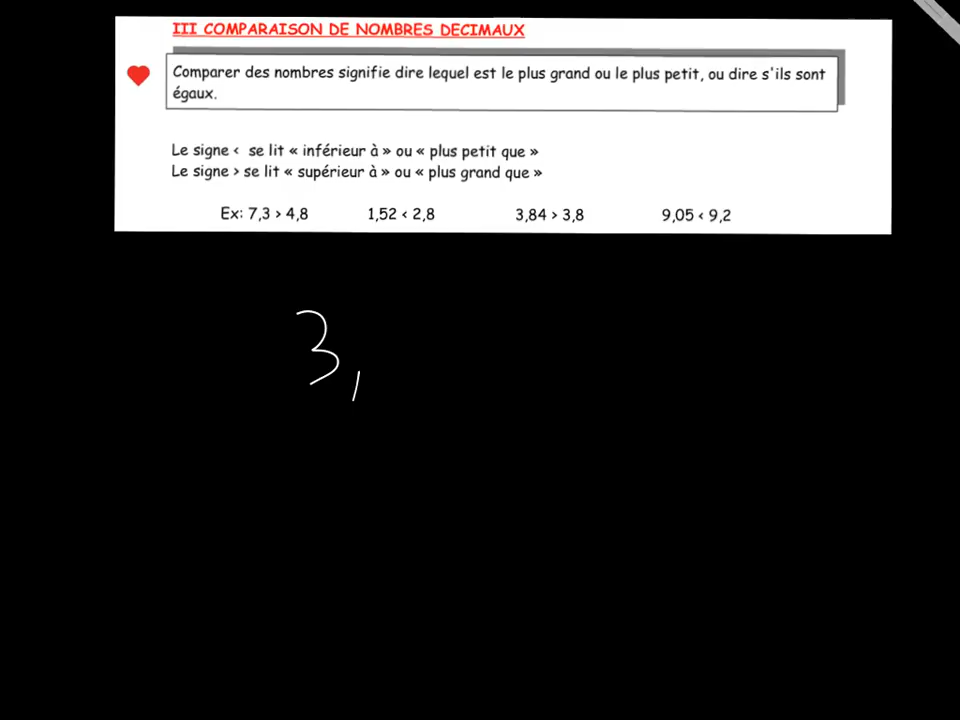 III COMPARAISON DE NOMBRES DECIMAUX
Comparer des nombres signifie dire lequel est le plus grand ou le plus petit, ou dire s'ils sont
égaux.
Le signe < se lit « inférieur à » ou « plus petit que »
Le signe > se lit « supérieur à » ou « plus grand que »
Ex: 7,3 > 4,8 1,52 < 2,8 3,84 > 3,8 9,05 < 9,2
3,